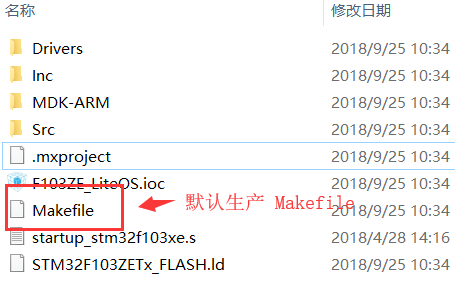 名称 修改日期
Drivers 2018/9/25 10:34
Inc 2018/9/25 10:34
MDK-ARM 2018/9/25 10:34
Src 2018/9/25 10:34
.mxproject 2018/9/25 10:34
F103ZE_LiteOS.ioc 2018/9/25 10:34
Makefile 默认生产 Makefile 2018/9/25 10:34
startup_stm32f103xe.s 2018/4/28 14:16
STM32F103ZETx_FLASH.ld 2018/9/25 10:34